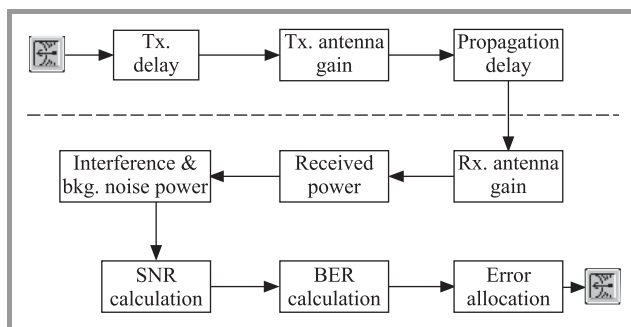 Tx.
delay
Tx. antenna
gain
Propagation
delay
Rx. antenna
gain
Received
power
Interference &
bkg. noise power
SNR
calculation
BER
calculation
Error
allocation